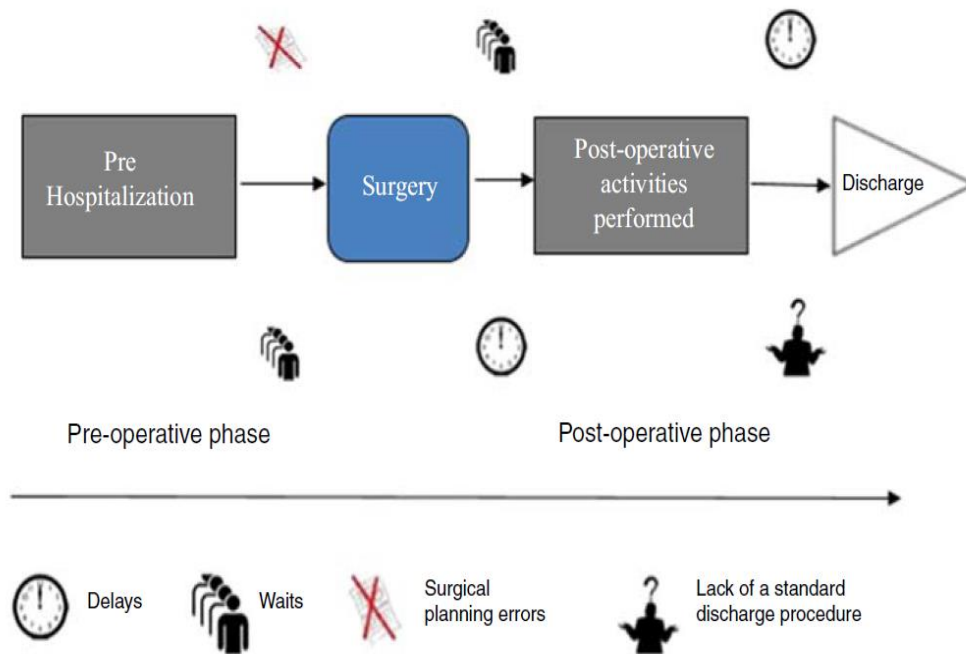 Pre
Hospitalization
Surgery
Post-operative
activities
performed
Discharge
Pre-operative phase
Post-operative phase
Delays
Waits
Surgical
planning errors
Lack of a standard
discharge procedure